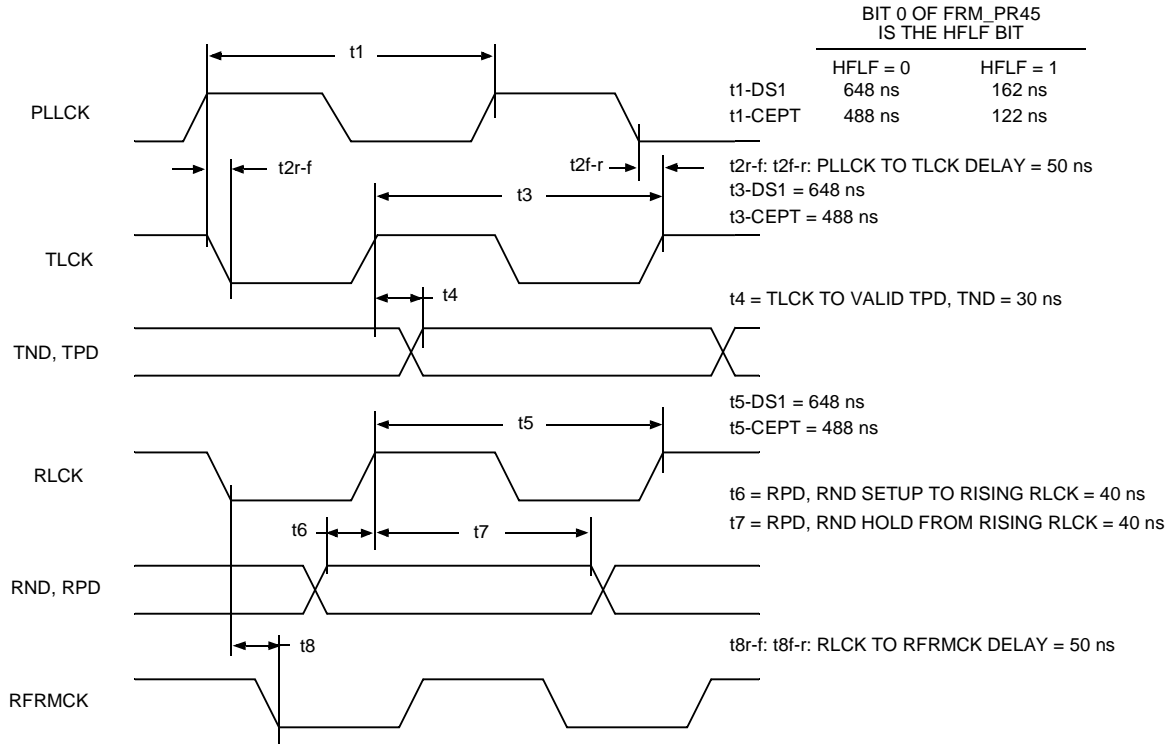 BIT 0 OF FRM_PR45
IS THE HFLF BIT
HFLF = 0 HFLF = 1
t1-DS1 648 ns 162 ns
t1-CEPT 488 ns 122 ns
t1
PLLCK
t2r-f
t2f-r
t2r-f: t2f-r: PLLCK TO TLCK DELAY = 50 ns
t3-DS1 = 648 ns
t3-CEPT = 488 ns
t3
TLCK
t4
t4 = TLCK TO VALID TPD, TND = 30 ns
TND, TPD
t5-DS1 = 648 ns
t5-CEPT = 488 ns
t5
RLCK
t6 = RPD, RND SETUP TO RISING RLCK = 40 ns
t7 = RPD, RND HOLD FROM RISING RLCK = 40 ns
t6
t7
RND, RPD
t8
t8r-f: t8f-r: RLCK TO RFRMCK DELAY = 50 ns
RFRMCK